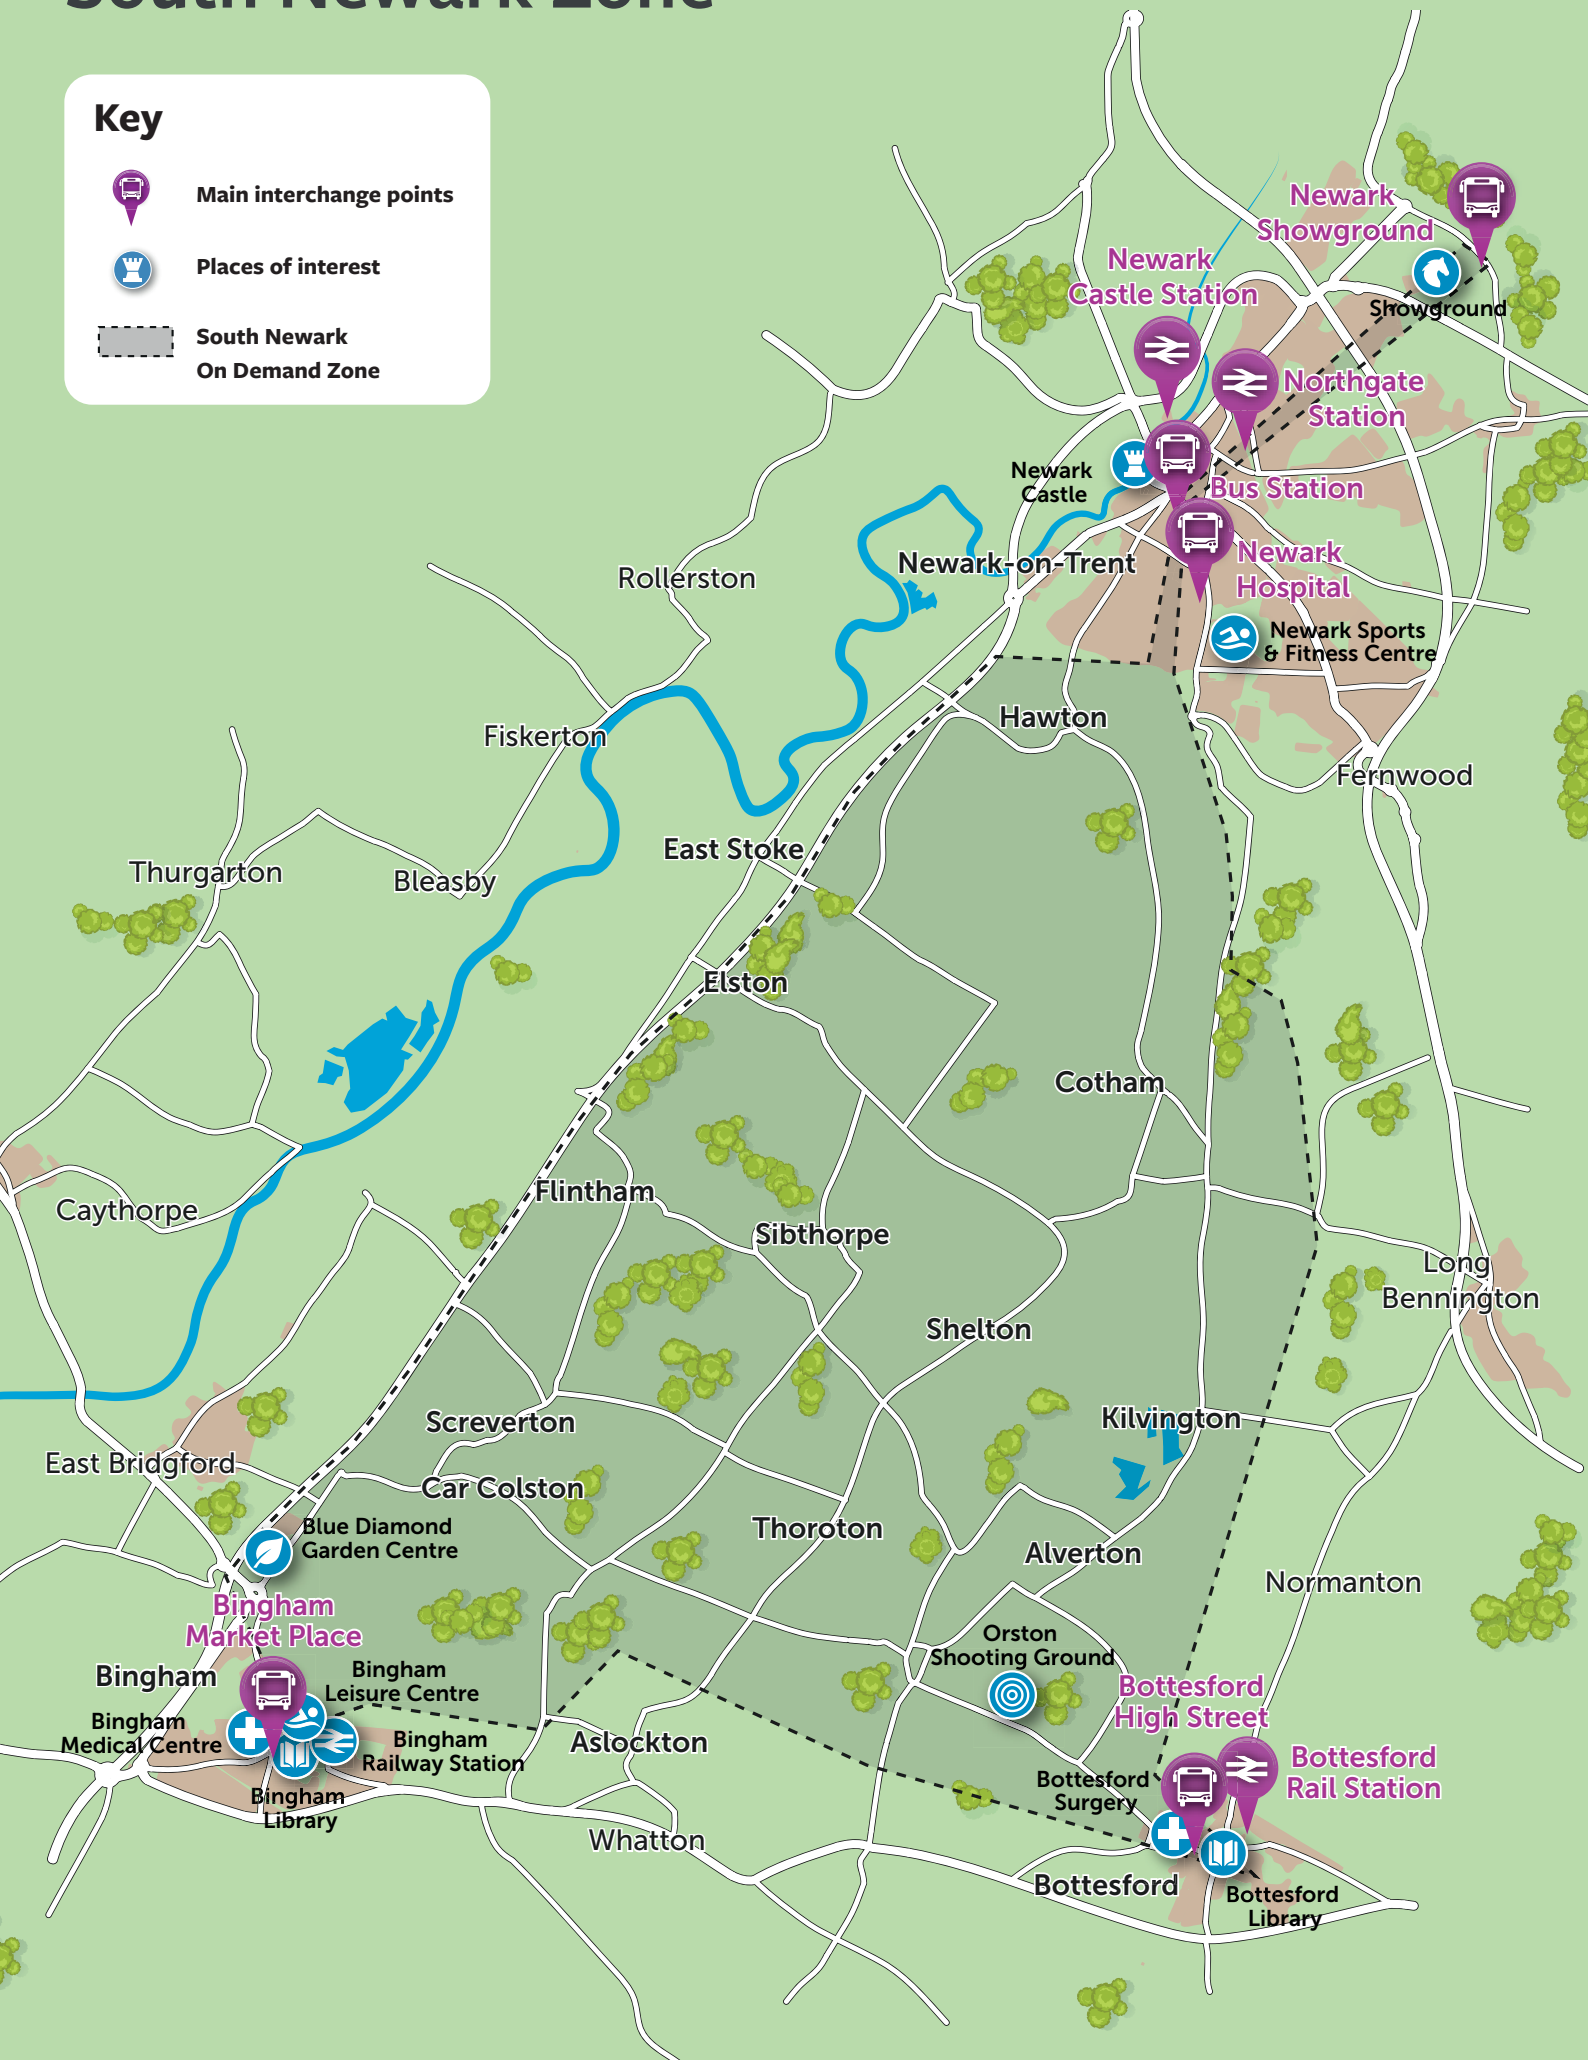 South Newark Zone
Key
Main interchange points
Places of interest
South Newark
On Demand Zone
Newark
Showground
Showground
Newark
Castle Station
Northgate
Station
Newark
Castle
Bus Station
Newark-on-Trent
Newark
Hospital
Rollerston
Newark Sports
& Fitness Centre
Hawton
Fiskerton
Fernwood
East Stoke
Thurgarton
Bleasby
Elston
Cotham
Flintham
Caythorpe
Sibthorpe
Long
Bennington
Shelton
Screverton
Kilvington
East Bridgford
Car Colston
Blue Diamond
Garden Centre
Thoroton
Alverton
Normanton
Bingham
Market Place
Orston
Shooting Ground
Bingham
Bingham
Leisure Centre
Bottesford
High Street
Bingham
Medical Centre
Bingham
Railway Station
Aslockton
Bottesford
Rail Station
Bottesford
Surgery
Bingham
Library
Whatton
Bottesford
Bottesford
Library